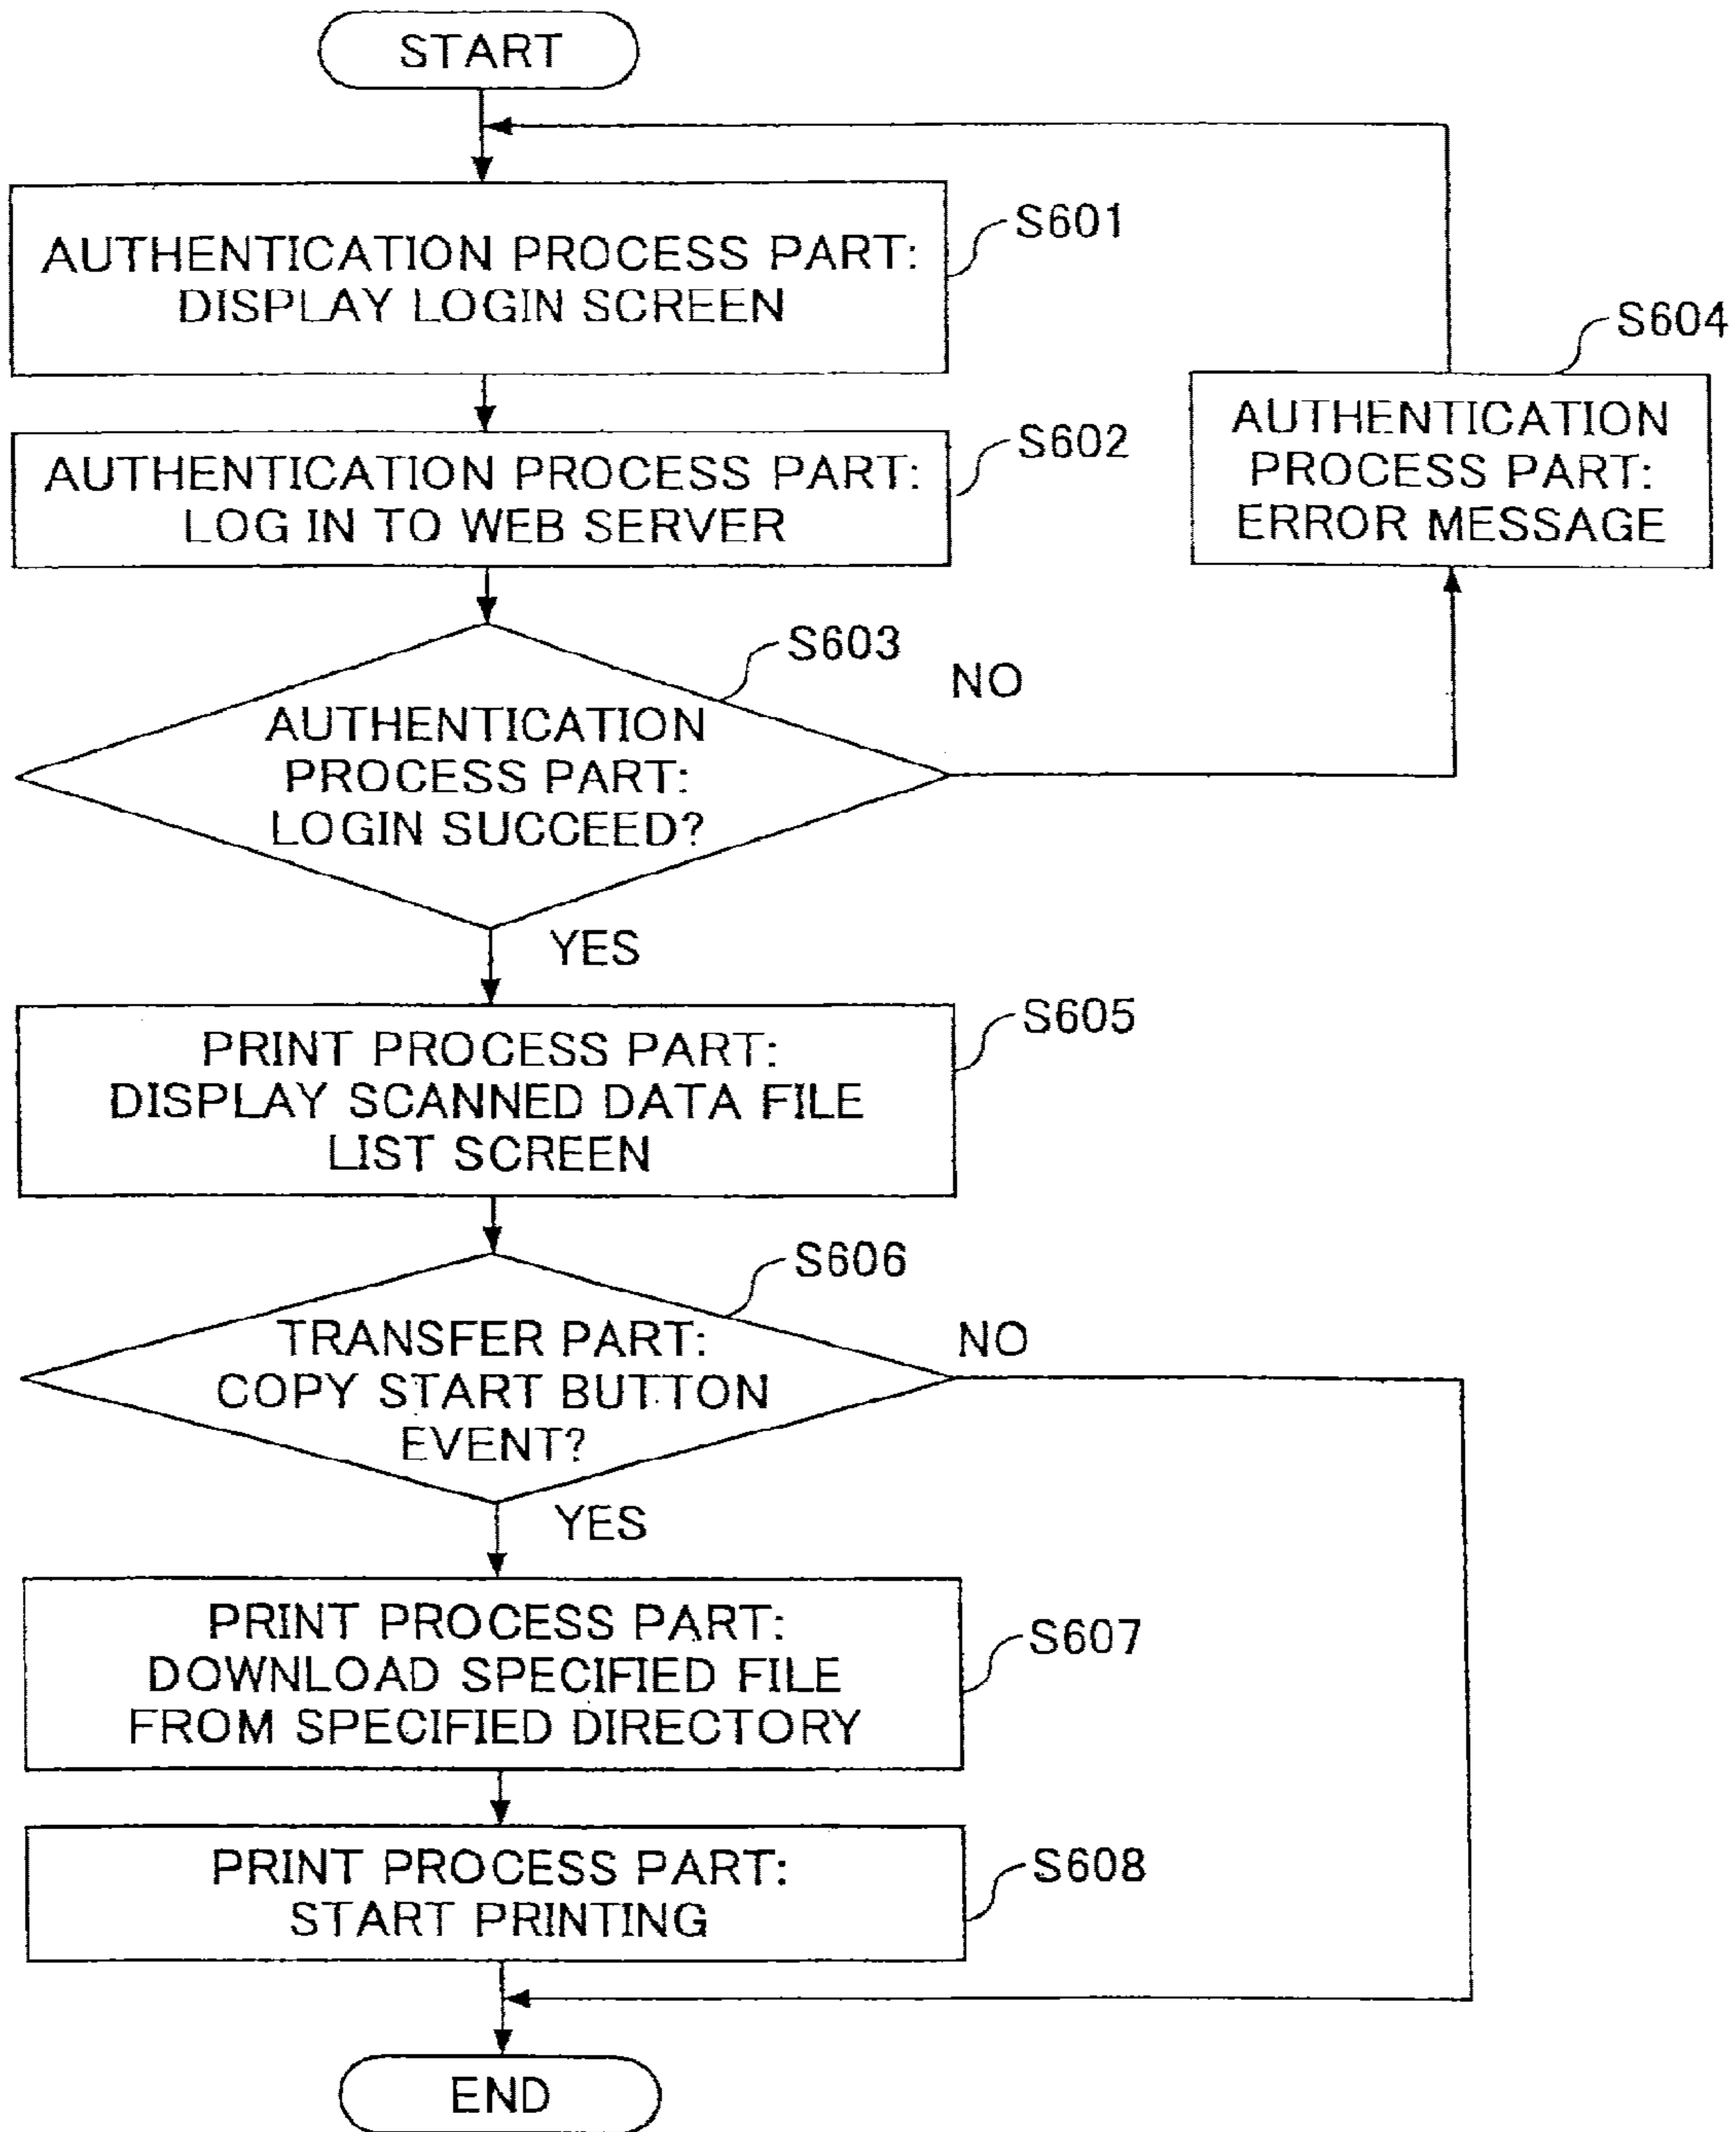 START
AUTHENTICATION PROCESS PART:
DISPLAY LOGIN SCREEN
S601
S604
AUTHENTICATION
PROCESS PART:
ERROR MESSAGE
AUTHENTICATION PROCESS PART:
LOG IN TO WEB SERVER
S602
S603
NO
AUTHENTICATION
PROCESS PART:
LOGIN SUCCEED?
YES
PRINT PROCESS PART:
DISPLAY SCANNED DATA FILE
LIST SCREEN
S605
S606
NO
TRANSFER PART:
COPY START BUTTON
EVENT?
YES
PRINT PROCESS PART:
DOWNLOAD SPECIFIED FILE
FROM SPECIFIED DIRECTORY
S607
PRINT PROCESS PART:
START PRINTING
S608
END